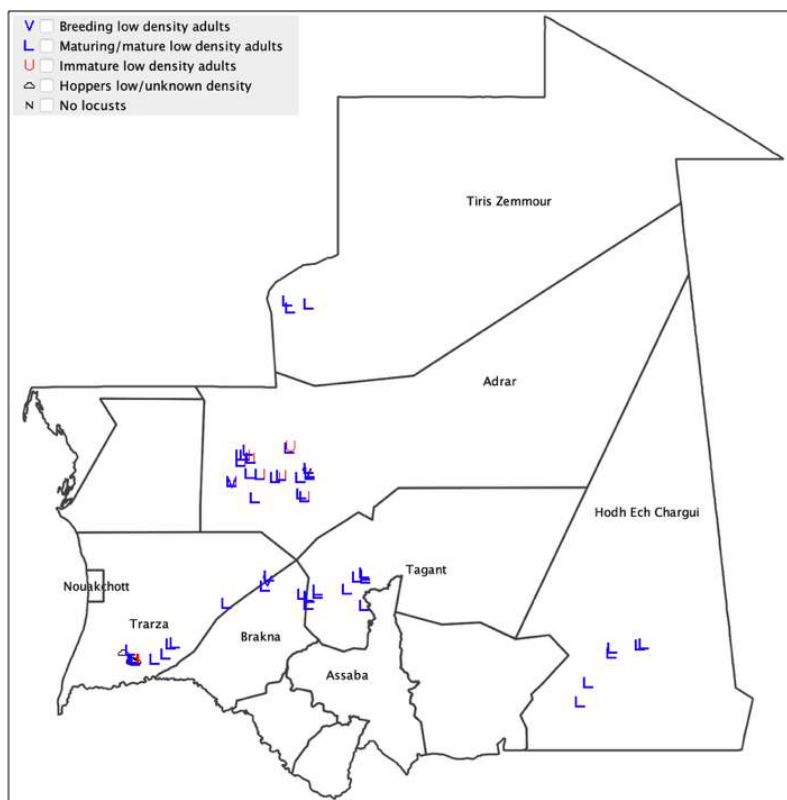 Breeding low density adults
Maturing/mature low density adults
Immature low density adults
Hoppers low/unknown density
No locusts
Tiris Zemmour
Adrar
Hodh Ech Chargui
Tagant
Nouakchott
Trarza
Brakna
Assaba